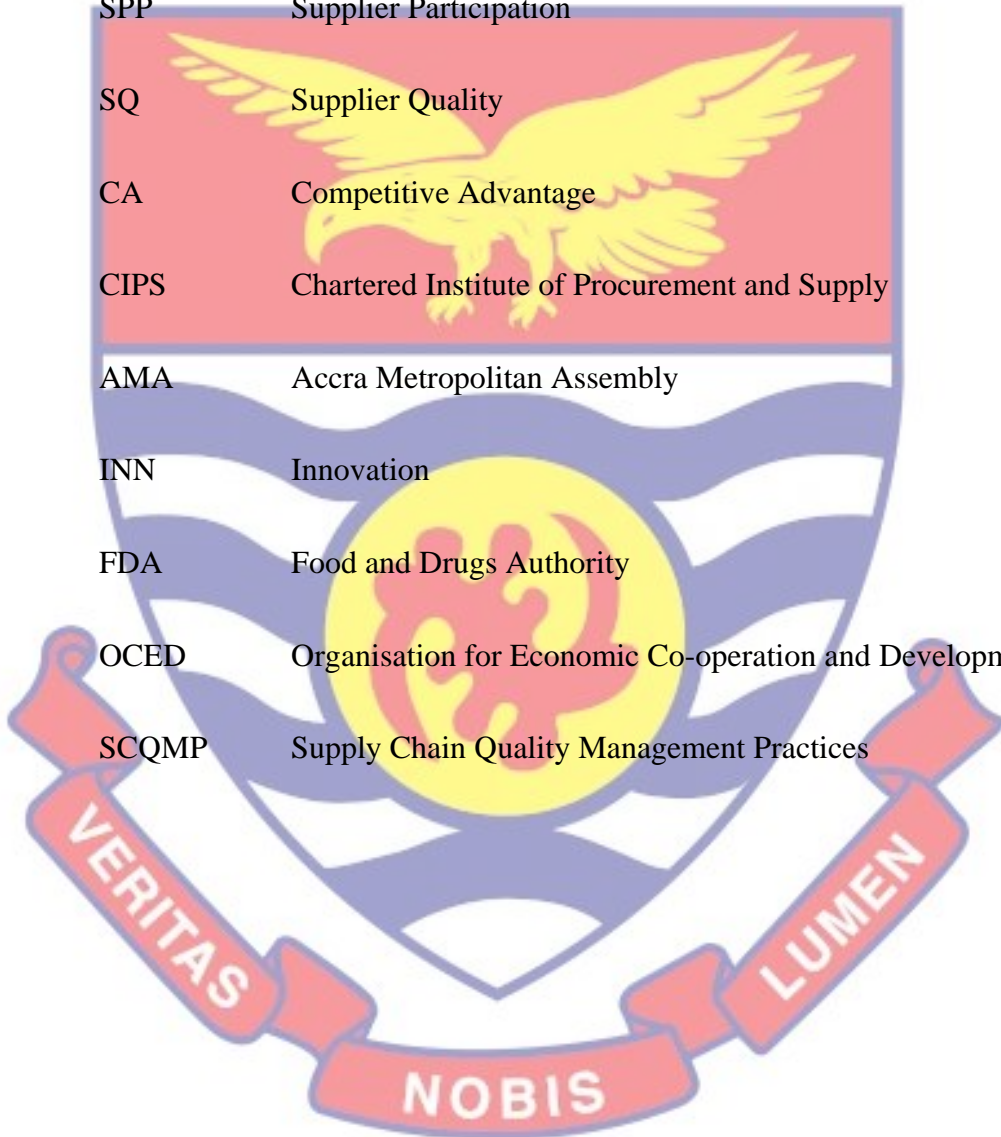 SPP Supplier Participation
SQ Supplier Quality
CA Competitive Advantage
CIPS Chartered Institute of Procurement and Supply
AMA Accra Metropolitan Assembly
INN Innovation
FDA Food and Drugs Authority
OCED Organisation for Economic Co-operation and
SCQMP Supply Chain Quality Management Practices
VERITAS
NOBIS
LUMEN